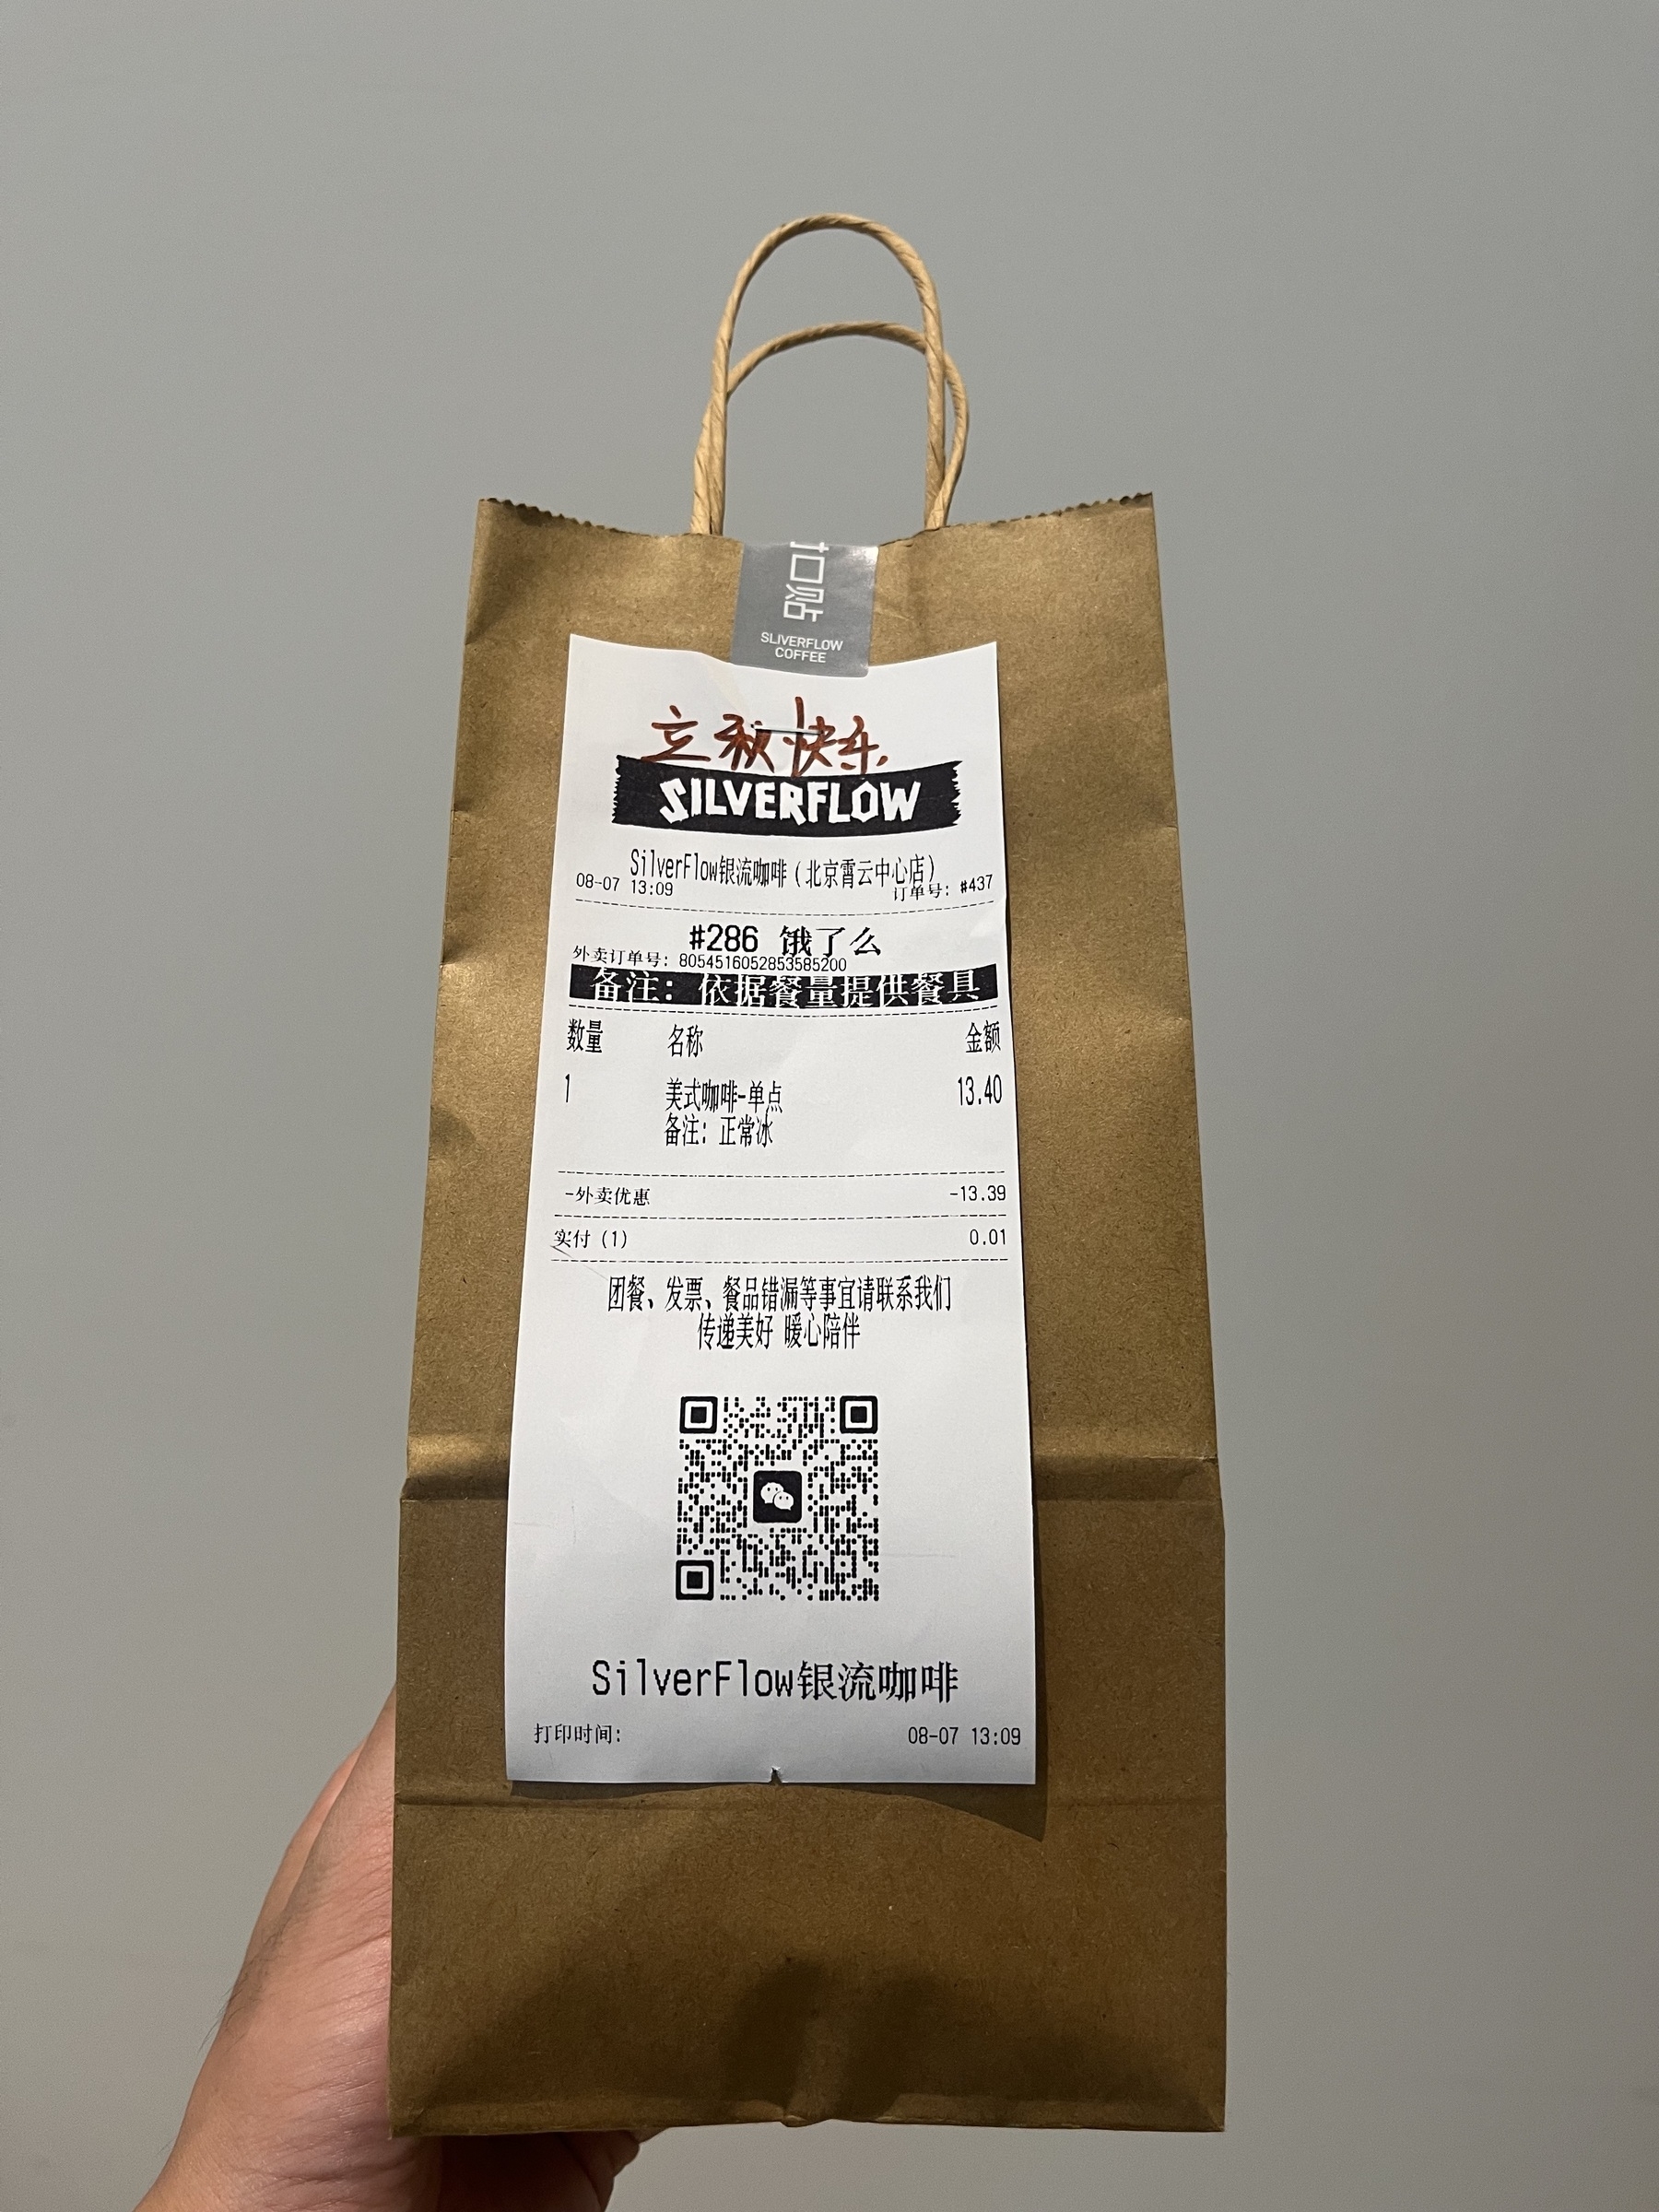 扣贴
SLIVERFLOW
COFFEE
立秋快乐
SILVERFLOW
SilverFlow银流咖啡(北京霄云中心店)
08-07 13:09 订单号: #437
#286 饿了么
外卖订单号: 8054516052853585200
备注: 依据餐量提供餐具
数量 名称 金额
1 美式咖啡-单点 13.40
备注: 正常冰
-外卖优惠 -13.39
实付(1) 0.01
团餐、发票、餐品错漏等事宜请联系我们
传递美好 暖心陪伴
SilverFlow银流咖啡
打印时间: 08-07 13:09